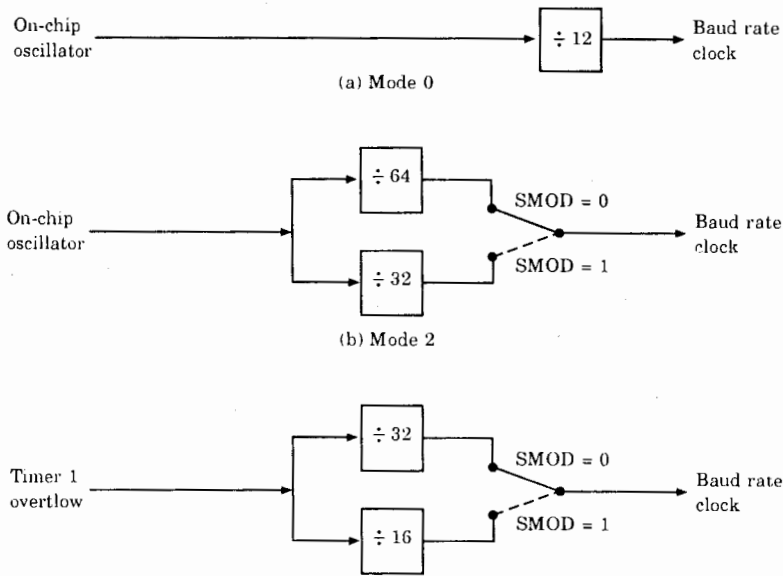 On-chip
oscillator
÷ 12
Baud rate
clock
(a) Mode 0
On-chip
oscillator
÷ 64
÷ 32
SMOD = 0
SMOD = 1
Baud rate
clock
(b) Mode 2
Timer 1
overtlow
÷ 32
÷ 16
SMOD = 0
SMOD = 1
Baud rate
clock